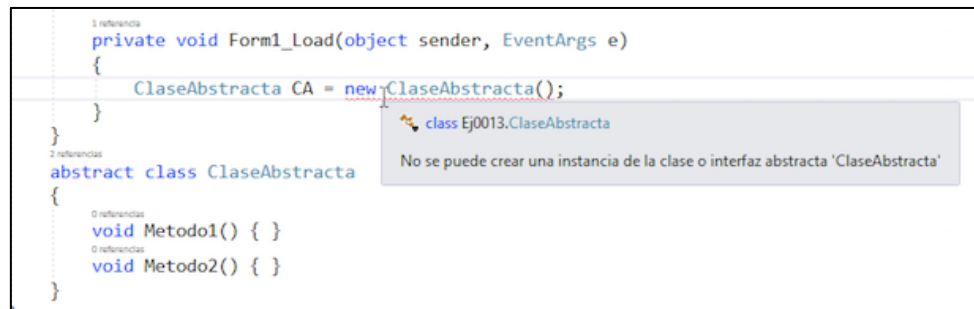 1 referencia
private void Form1_Load(object sender, EventArgs e)
{
ClaseAbstracta CA = new ClaseAbstracta();
}
class Ej0013.ClaseAbstracta
}
No se puede crear una instancia de la clase o interfaz abstracta 'ClaseAbstracta'
2 referencias
abstract class ClaseAbstracta
{
0 referencias
void Metodo1() { }
0 referencias
void Metodo2() { }
}